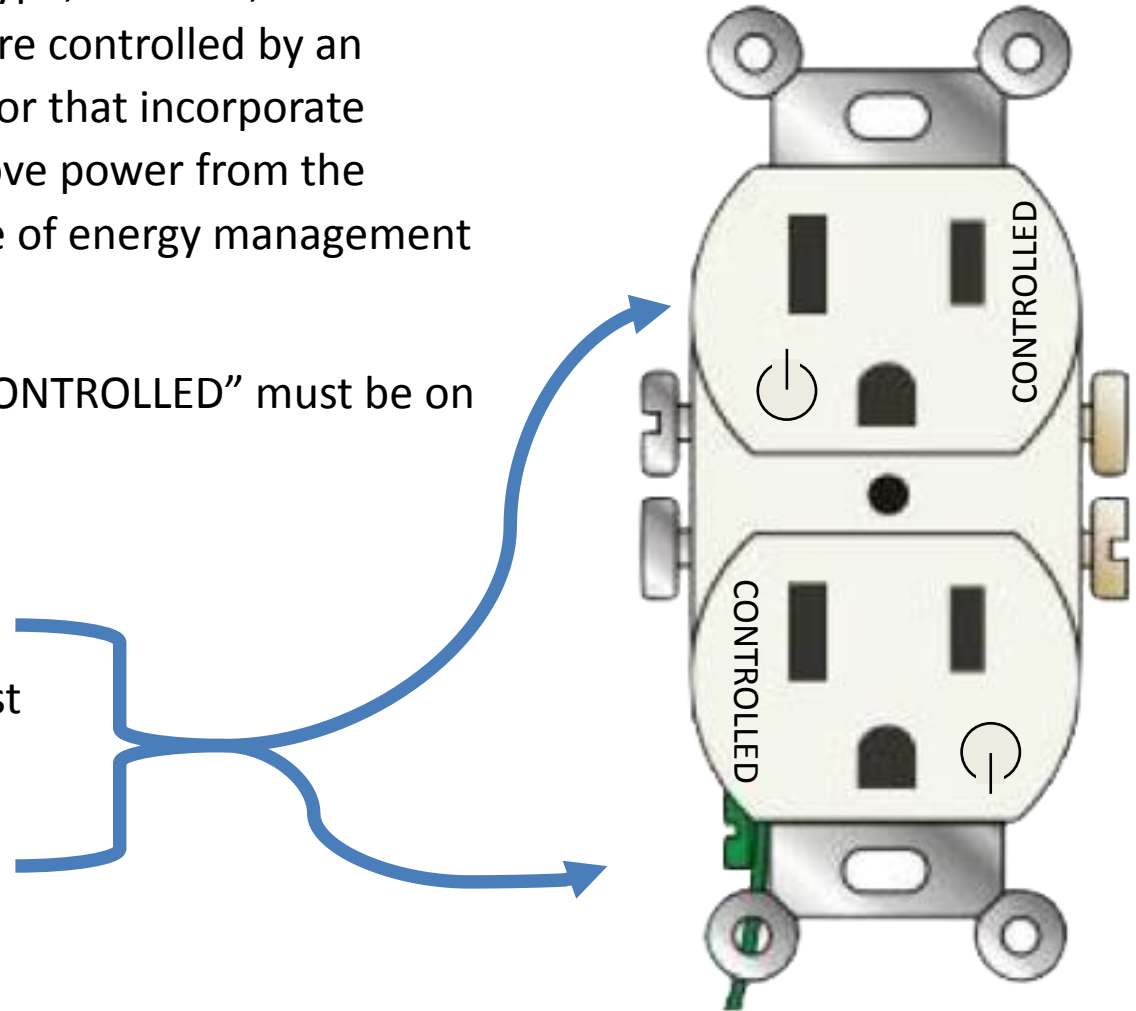 re controlled by an
or that incorporate
ove power from the
e of energy management
ONTROLLED” must be on
st
CONTROLLED
CONTROLLED